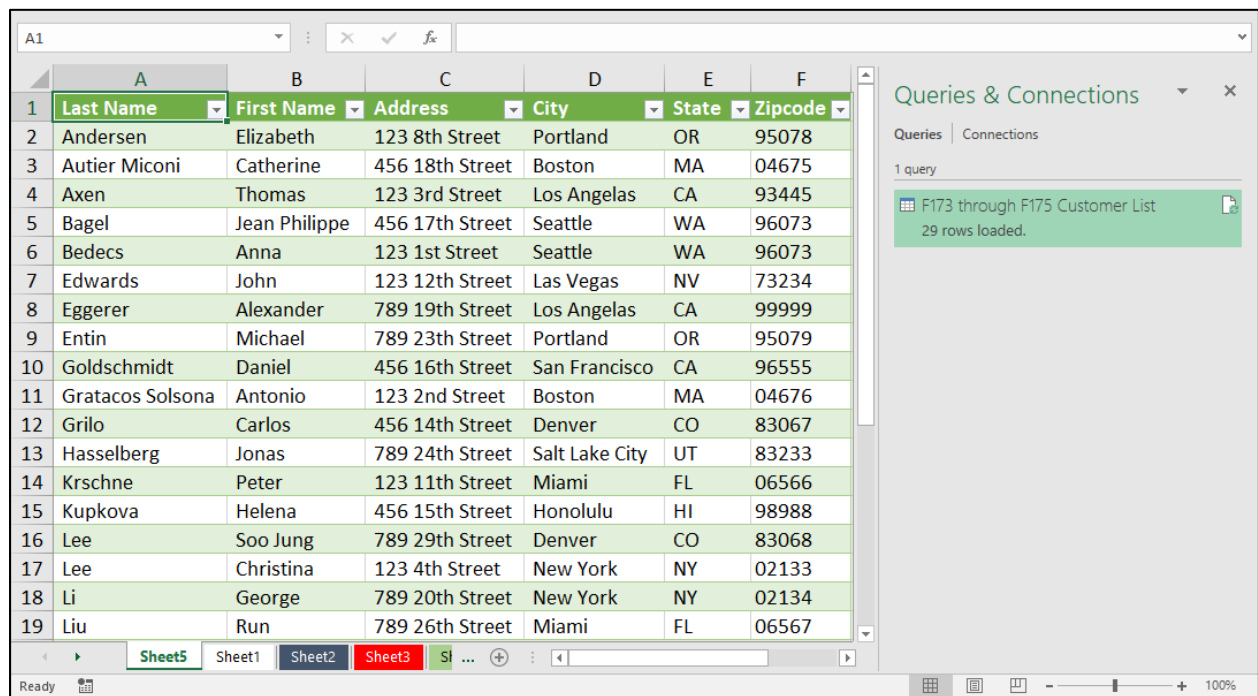 A1 fx
A B C D E F
1 Last Name First Name Address City State Zipcode
2 Andersen Elizabeth 123 8th Street Portland OR 95078
3 Autier Miconi Catherine 456 18th Street Boston MA 04675
4 Axen Thomas 123 3rd Street Los Angelas CA 93445
5 Bagel Jean Philippe 456 17th Street Seattle WA 96073
6 Bedecs Anna 123 1st Street Seattle WA 96073
7 Edwards John 123 12th Street Las Vegas NV 73234
8 Eggerer Alexander 789 19th Street Los Angelas CA 99999
9 Entin Michael 789 23th Street Portland OR 95079
10 Goldschmidt Daniel 456 16th Street San Francisco CA 96555
11 Gratacos Solsona Antonio 123 2nd Street Boston MA 04676
12 Grilo Carlos 456 14th Street Denver CO 83067
13 Hasselberg Jonas 789 24th Street Salt Lake City UT 83233
14 Krschne Peter 123 11th Street Miami FL 06566
15 Kupkova Helena 456 15th Street Honolulu HI 98988
16 Lee Soo Jung 789 29th Street Denver CO 83068
17 Lee Christina 123 4th Street New York NY 02133
18 Li George 789 20th Street New York NY 02134
19 Liu Run 789 26th Street Miami FL 06567
Sheet5 Sheet1 Sheet2 Sheet3 ...
Ready 100%
Queries & Connections
Queries Connections
1 query
F173 through F175 Customer List
29 rows loaded.